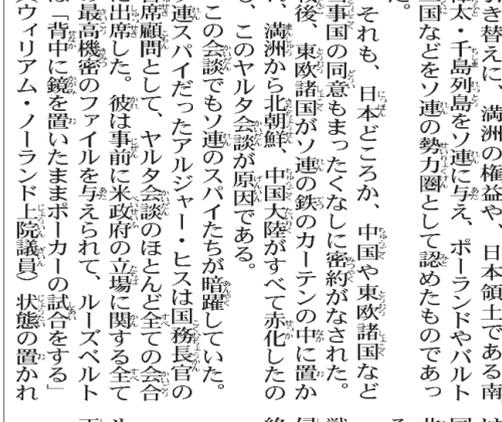 引き替えに、満洲の権益や、日本領土である南
樺太・千島列島をソ連に与え、ポーランドやバルト
三国などをソ連の勢力圏として認めたものであっ
た。
それも、日本どころか、中国や東欧諸国など
事国の同意もまったくなしに密約がなされた。
戦後、東欧諸国がソ連の鉄のカーテンの中に置か
、満洲から北朝鮮、中国大陸がすべて赤化したの
も、このヤルタ会談が原因である。
この会談でもソ連のスパイたちが暗躍していた。
連スパイだったアルジャー・ヒスは国務長官の
席顧問として、ヤルタ会談のほとんど全ての会合
に出席した。彼は事前に米政府の立場に関する全て
最高機密のファイルを与えられて、ルーズベルト
は「背中に鏡を置いたままポーカーの試合をする」
ウィリアム・ノーランド上院議員）状態の置かれ